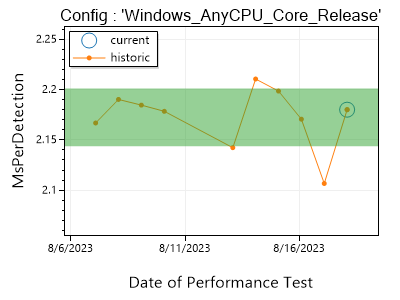 Config : 'Windows_AnyCPU_Core_Release'
current
historic
MsPerDetection
2.25
2.2
2.15
2.1
8/6/2023
8/11/2023
8/16/2023
Date of Performance Test